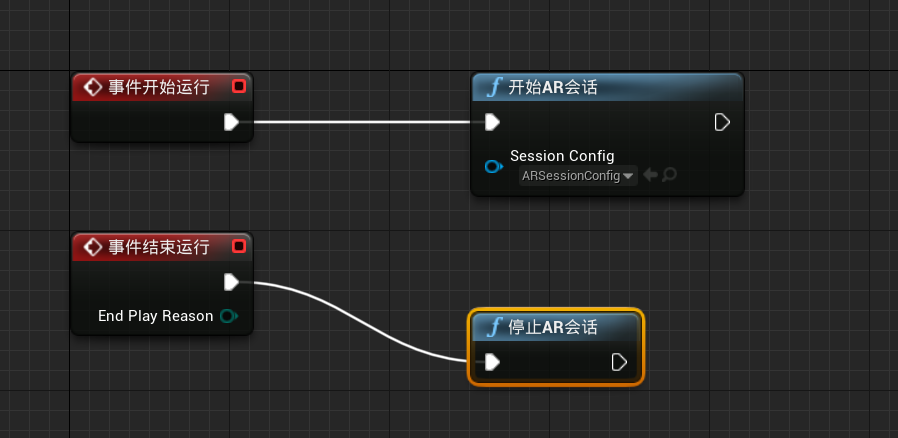 事件开始运行
开始AR会话
Session Config
ARSessionConfig
事件结束运行
End Play Reason
停止AR会话